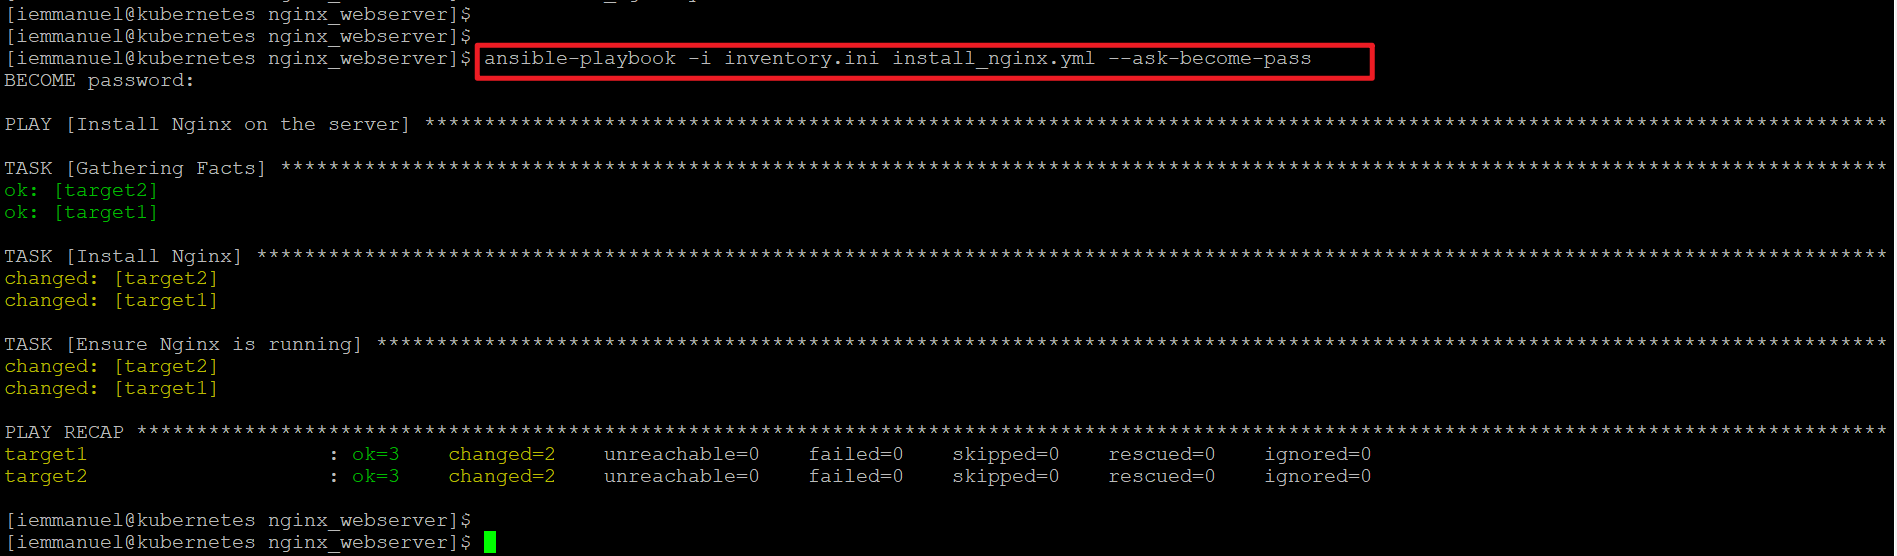 [iemmanuel@kubernetes nginx_webserver]$
[iemmanuel@kubernetes nginx_webserver]$
[iemmanuel@kubernetes nginx_webserver]$ ansible-playbook -i inventory.ini install_nginx.yml --ask-become-pass
BECOME password:
PLAY [Install Nginx on the server] **************************************************************************************************************************
TASK [Gathering Facts] **************************************************************************************************************************************
ok: [target2]
ok: [target1]
TASK [Install Nginx] ****************************************************************************************************************************************
changed: [target2]
changed: [target1]
TASK [Ensure Nginx is running] ******************************************************************************************************************************
changed: [target2]
changed: [target1]
PLAY RECAP **************************************************************************************************************************************************
target1                    : ok=3    changed=2    unreachable=0    failed=0    skipped=0    rescued=0    ignored=0
target2                    : ok=3    changed=2    unreachable=0    failed=0    skipped=0    rescued=0    ignored=0
[iemmanuel@kubernetes nginx_webserver]$
[iemmanuel@kubernetes nginx_webserver]$